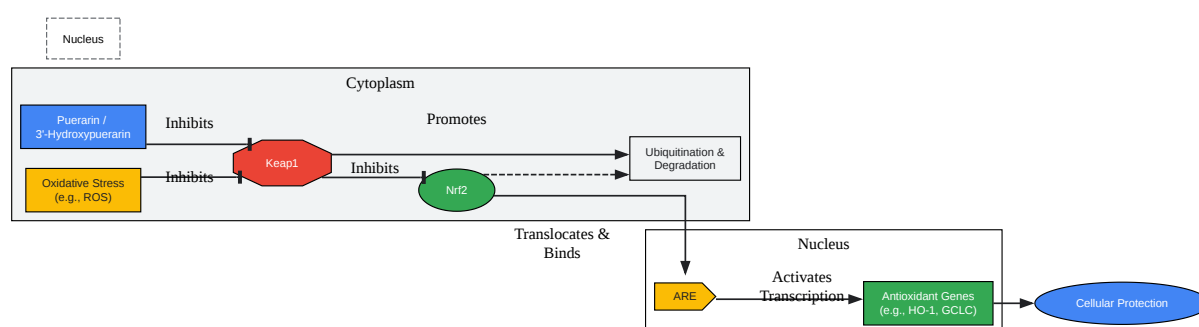 Nucleus
Cytoplasm
Puerarin /
3'-Hydroxypuerarin
Inhibits
Promotes
Keap1
Ubiquitination &
Degradation
Oxidative Stress
(e.g., ROS)
Inhibits
Inhibits
Nrf2
Translocates &
Binds
Nucleus
ARE
Activates
Transcription
Antioxidant Genes
(e.g., HO-1, GCLC)
Cellular Protection